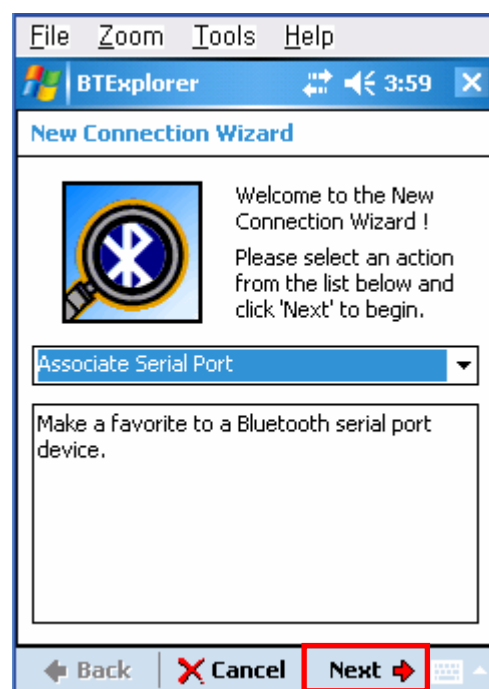 File Zoom Tools Help
BTExplorer 3:59
New Connection Wizard
Welcome to the New
Connection Wizard !
Please select an action
from the list below and
click 'Next' to begin.
Associate Serial Port
Make a favorite to a Bluetooth serial port
device.
Back Cancel Next